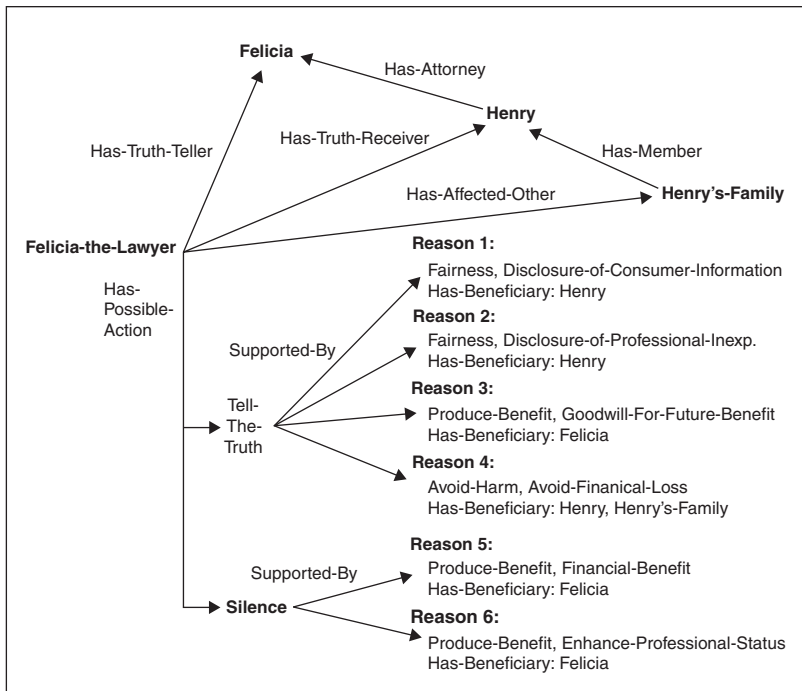 Felicia
Has-Attorney
Henry
Has-Truth-Teller
Has-Truth-Receiver
Has-Member
Has-Affected-Other
Henry's-Family
Felicia-the-Lawyer
Has-
Possible-
Action
Reason 1:
Fairness, Disclosure-of-Consumer-Information
Has-Beneficiary: Henry
Reason 2:
Fairness, Disclosure-of-Professional-Inexp.
Has-Beneficiary: Henry
Supported-By
Tell-
The-
Truth
Reason 3:
Produce-Benefit, Goodwill-For-Future-Benefit
Has-Beneficiary: Felicia
Reason 4:
Avoid-Harm, Avoid-Finanical-Loss
Has-Beneficiary: Henry, Henry's-Family
Reason 5:
Produce-Benefit, Financial-Benefit
Has-Beneficiary: Felicia
Supported-By
Silence
Reason 6:
Produce-Benefit, Enhance-Professional-Status
Has-Beneficiary: Felicia